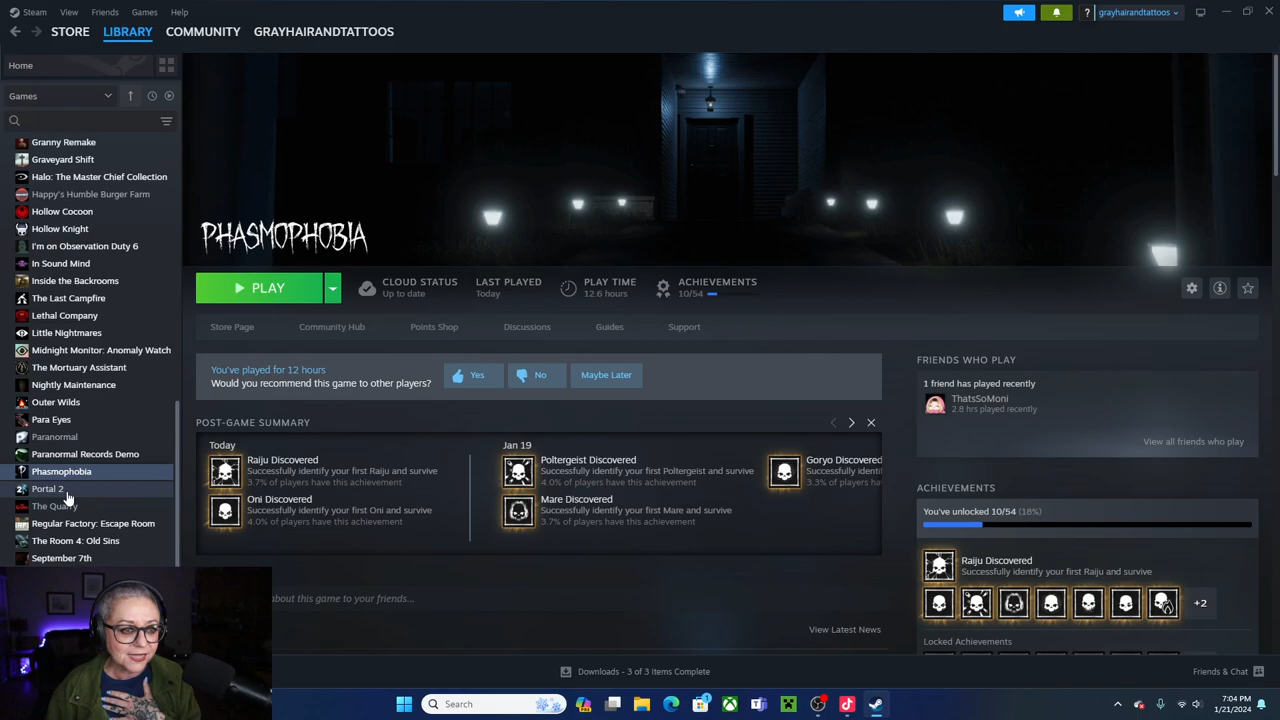 Steam View Friends Games Help
grayhairandtattoos
STORE LIBRARY COMMUNITY GRAYHAIRANDTATTOOS
Home
Games
Granny Remake
Graveyard Shift
Halo: The Master Chief Collection
Happy's Humble Burger Farm
Hollow Cocoon
Hollow Knight
I'm on Observation Duty 6
In Sound Mind
Inside the Backrooms
The Last Campfire
Lethal Company
Little Nightmares
Midnight Monitor: Anomaly Watch
The Mortuary Assistant
Nightly Manor
Outer Wilds
Para Eyes
Paranormal
Paranormal Records Demo
Phasmophobia
Portal 2
The Quarry
Regular Factory: Escape Room
The Room 4: Old Sins
September 7th
PHASMOPHOBIA
PLAY
CLOUD STATUS
Up to date
LAST PLAYED
Today
PLAY TIME
12.6 hours
ACHIEVEMENTS
10/54
Store Page Community Hub Points Shop Discussions Guides Support
You've played for 12 hours
Would you recommend this game to other players?
Yes No Maybe Later
POST-GAME SUMMARY
Today
Raiju Discovered
Successfully identify your first Raiju and survive
3.7% of players have this achievement
Oni Discovered
Successfully identify your first Oni and survive
4.0% of players have this achievement
Jan 19
Poltergeist Discovered
Successfully identify your first Poltergeist and survive
4.0% of players have this achievement
Mare Discovered
Successfully identify your first Mare and survive
3.7% of players have this achievement
Goryo Discovered
Successfully identify
3.3% of players have
about this game to your friends...
View Latest News
FRIENDS WHO PLAY
1 friend has played recently
ThatsSoMoni
2.8 hrs played recently
View all friends who play
ACHIEVEMENTS
You've unlocked 10/54 (18%)
Raiju Discovered
Successfully identify your first Raiju and survive
+2
Locked Achievements
Downloads - 3 of 3 Items Complete
Friends & Chat
Search
7:04 PM
1/21/2024